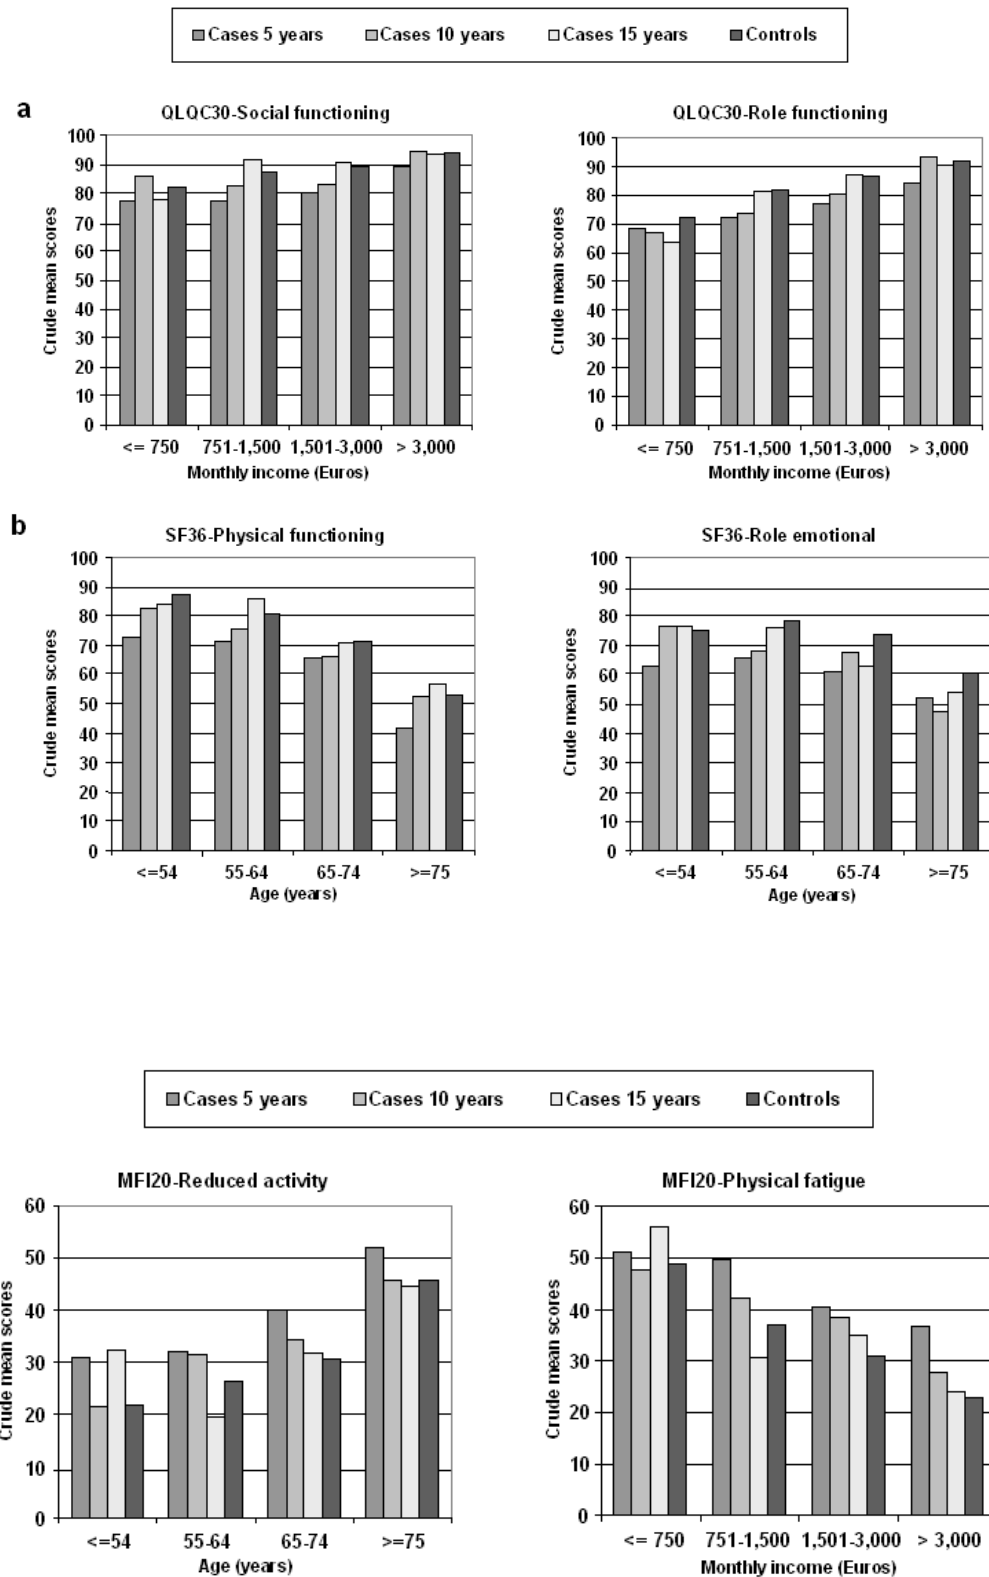 Cases 5 years Cases 10 years Cases 15 years Controls
a
QLQC30-Social functioning
100
90
80
70
60
50
40
30
20
10
0
Crude mean scores
<= 750 751-1,500 1,501-3,000 > 3,000
Monthly income (Euros)
QLQC30-Role functioning
100
90
80
70
60
50
40
30
20
10
0
Crude mean scores
<= 750 751-1,500 1,501-3,000 > 3,000
Monthly income (Euros)
b
SF36-Physical functioning
100
90
80
70
60
50
40
30
20
10
0
Crude mean scores
<=54 55-64 65-74 >=75
Age (years)
SF36-Role emotional
100
90
80
70
60
50
40
30
20
10
0
Crude mean scores
<=54 55-64 65-74 >=75
Age (years)
Cases 5 years Cases 10 years Cases 15 years Controls
MFI20-Reduced activity
60
50
40
30
20
10
0
Crude mean scores
<=54 55-64 65-74 >=75
Age (years)
MFI20-Physical fatigue
60
50
40
30
20
10
0
Crude mean scores
<= 750 751-1,500 1,501-3,000 > 3,000
Monthly income (Euros)